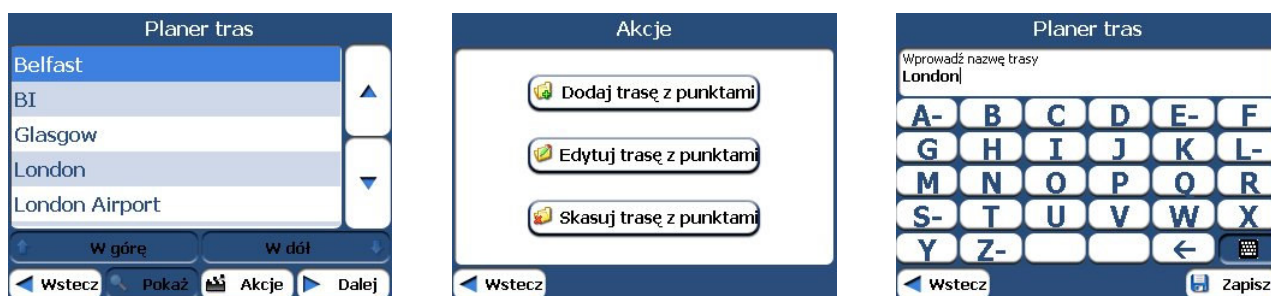 Planer tras
Belfast
BI
Glasgow
London
London Airport
W górę W dół
Wstecz Pokaż Akcje Dalej
Akcje
Dodaj trasę z punktami
Edytuj trasę z punktami
Skasuj trasę z punktami
Wstecz
Planer tras
Wprowadź nazwę trasy
London
A- B C D E- F
G H I J K L-
M N O P Q R
S- T U V W X
Y Z- ←
Wstecz Zapisz